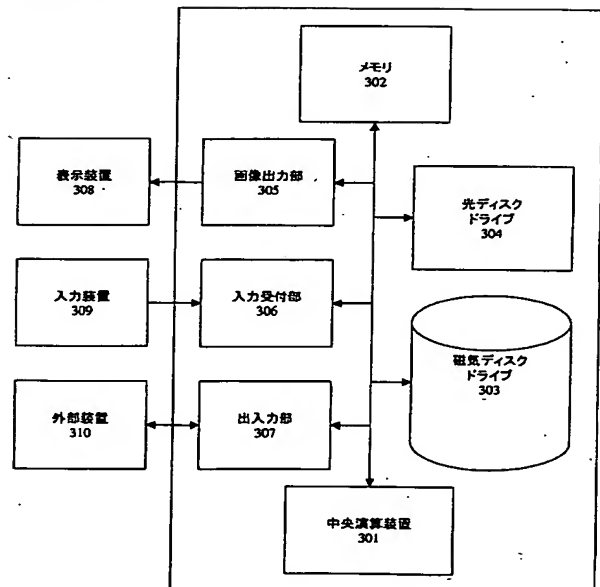 メモリ
302
表示装置
308
画像出力部
305
光ディスク
ドライブ
304
入力装置
309
入力受付部
306
磁気ディスク
ドライブ
303
外部装置
310
出入力部
307
中央演算装置
301